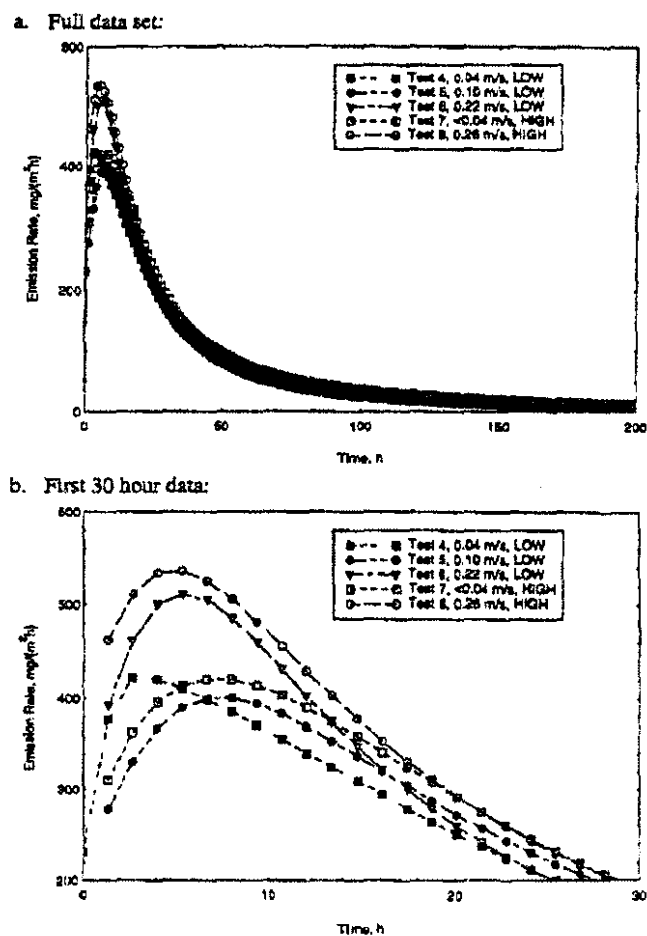 a. Full data set:
600
400
200
0
Emission Rate, mg/(m²h)
Test 4, 0.04 m/s, LOW
Test 5, 0.10 m/s, LOW
Test 6, 0.22 m/s, LOW
Test 7, <0.04 m/s, HIGH
Test 8, 0.26 m/s, HIGH
0
50
100
150
200
Time, h
b. First 30 hour data:
600
500
400
300
200
Emission Rate, mg/(m²h)
Test 4, 0.04 m/s, LOW
Test 5, 0.10 m/s, LOW
Test 6, 0.22 m/s, LOW
Test 7, <0.04 m/s, HIGH
Test 8, 0.26 m/s, HIGH
0
10
20
30
Time, h